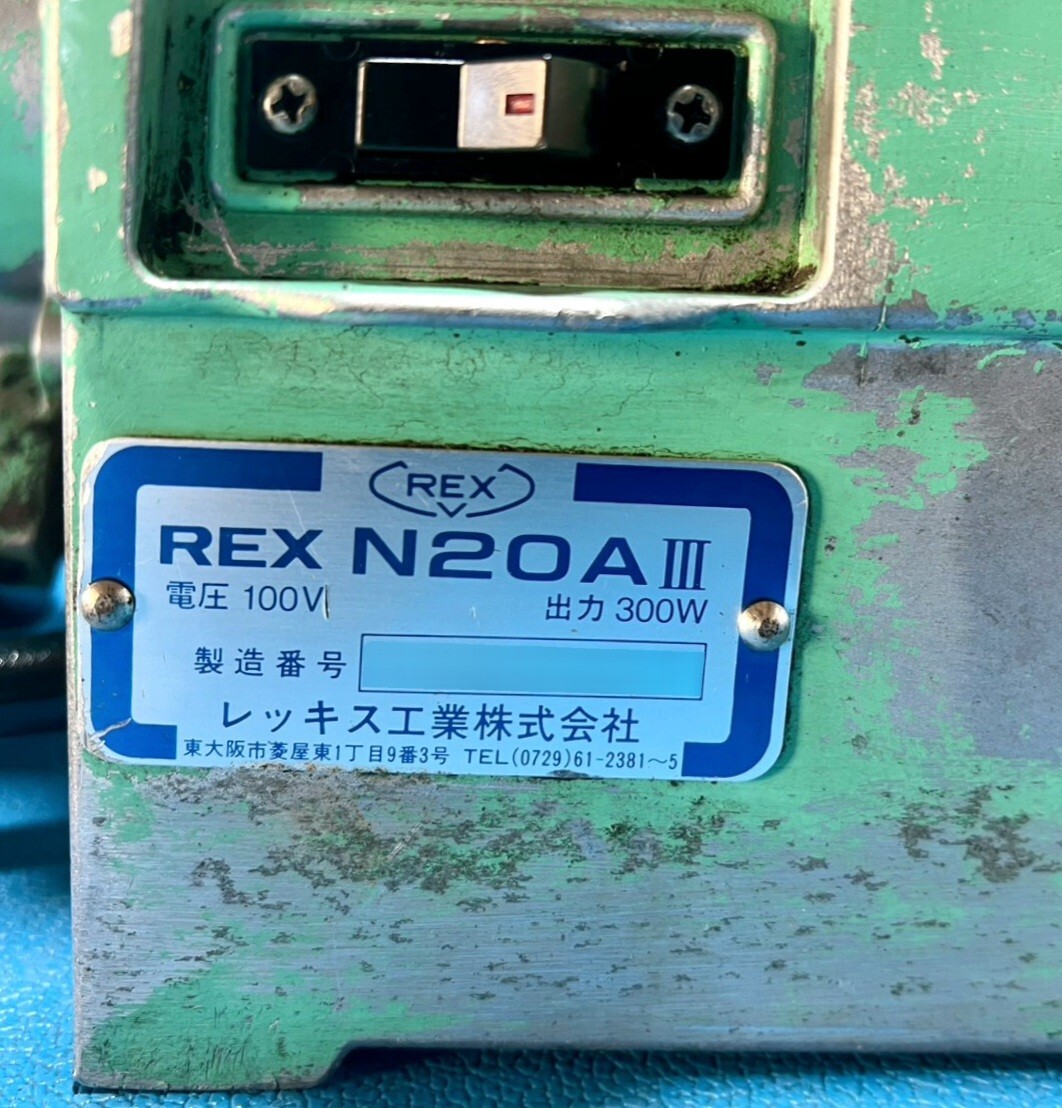 REX
REX N20AⅢ
電圧 100V 出力 300W
製造番号
レッキス工業株式会社
東大阪市菱屋東1丁目9番3号 TEL(0729)61-2381〜5